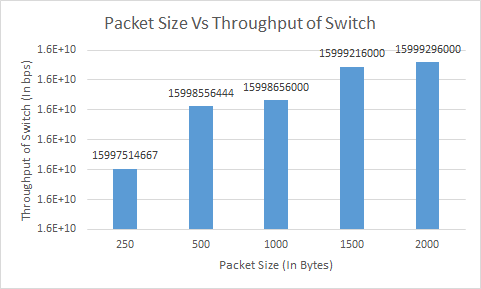 Packet Size Vs Throughput of Switch
Throughput of Switch (In bps)
1.6E+10
1.6E+10
1.6E+10
1.6E+10
1.6E+10
1.6E+10
1.6E+10
15997514667
15998556444
15998656000
15999216000
15999296000
250 500 1000 1500 2000
Packet Size (In Bytes)